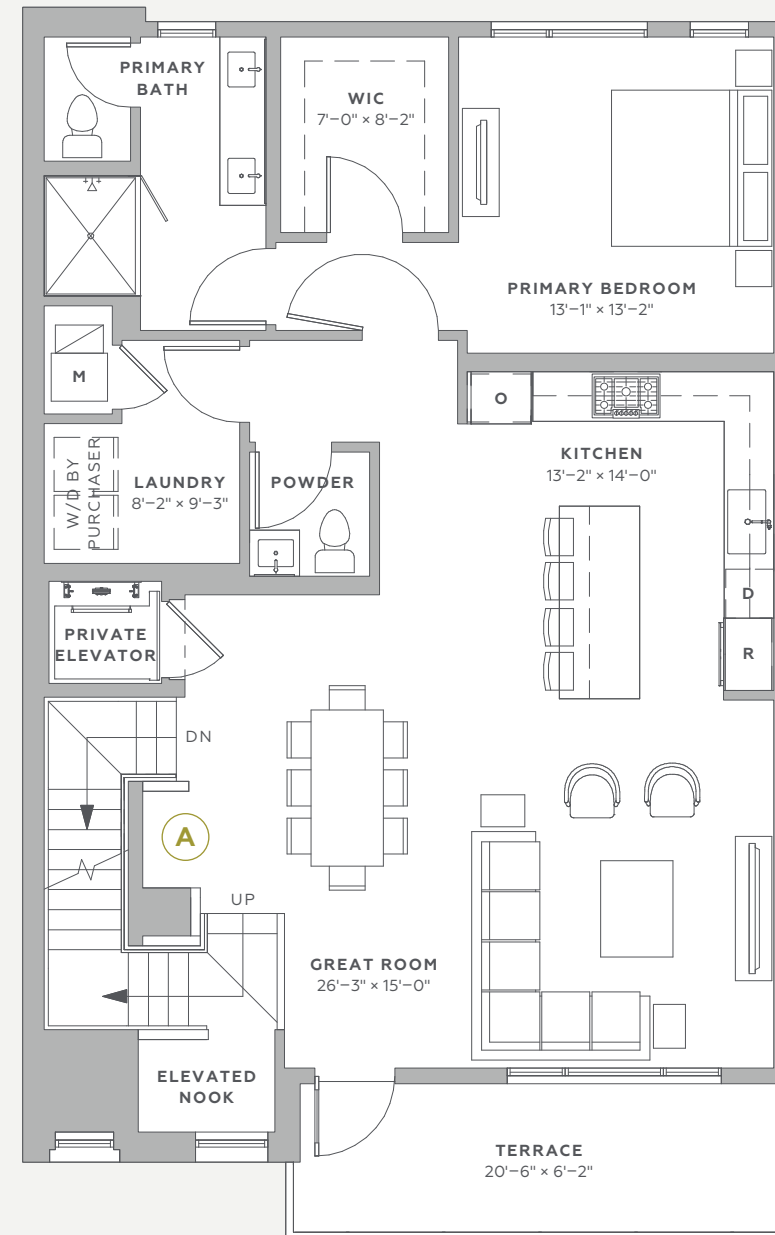 PRIMARY
BATH
WIC
7'–0" × 8'–2"
PRIMARY BEDROOM
13'–1" × 13'–2"
M
O
KITCHEN
13'–2" × 14'–0"
W/D BY
PURCHASER
LAUNDRY
8'–2" × 9'–3"
POWDER
D
R
PRIVATE
ELEVATOR
DN
A
UP
GREAT ROOM
26'–3" × 15'–0"
ELEVATED
NOOK
TERRACE
20'–6" × 6'–2"